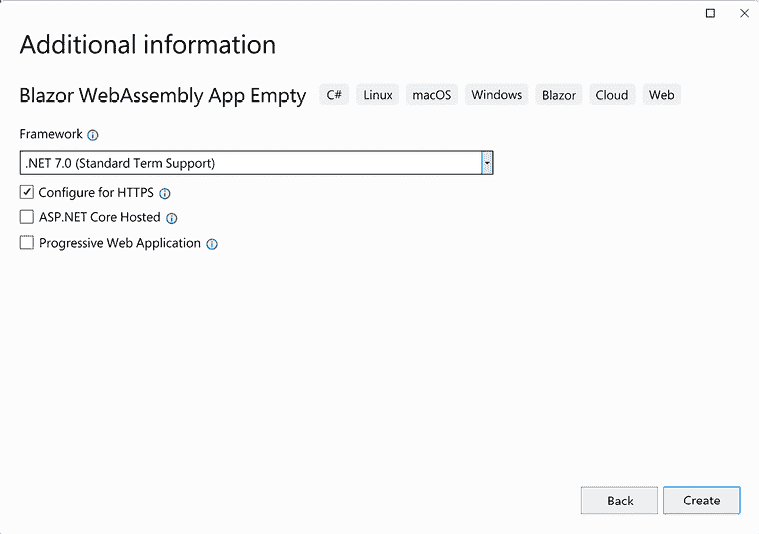 Additional information
Blazor WebAssembly App Empty C# Linux macOS Windows Blazor Cloud Web
Framework
.NET 7.0 (Standard Term Support)
Configure for HTTPS
ASP.NET Core Hosted
Progressive Web Application
Back Create